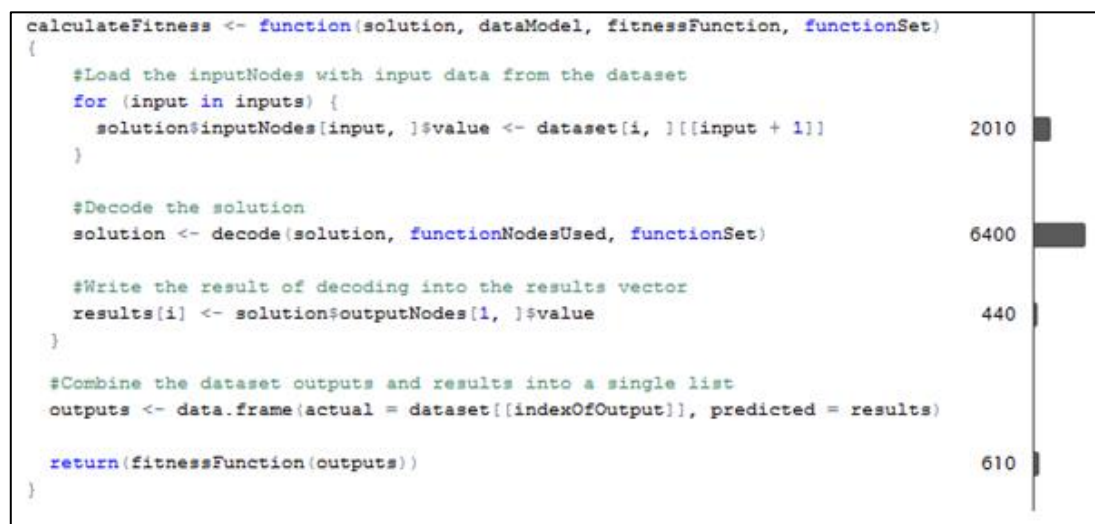 calculateFitness <- function(solution, dataModel, fitnessFunction, functionSet)
{
#Load the inputNodes with input data from the dataset
for (input in inputs) {
solution$inputNodes[input, ]$value <- dataset[i, ][[input + 1]] 2010
}
#Decode the solution
solution <- decode(solution, functionNodesUsed, functionSet) 6400
#Write the result of decoding into the results vector
results[i] <- solution$outputNodes[1, ]$value 440
}
#Combine the dataset outputs and results into a single list
outputs <- data.frame(actual = dataset[[indexOfOutput]], predicted = results)
return(fitnessFunction(outputs)) 610
}